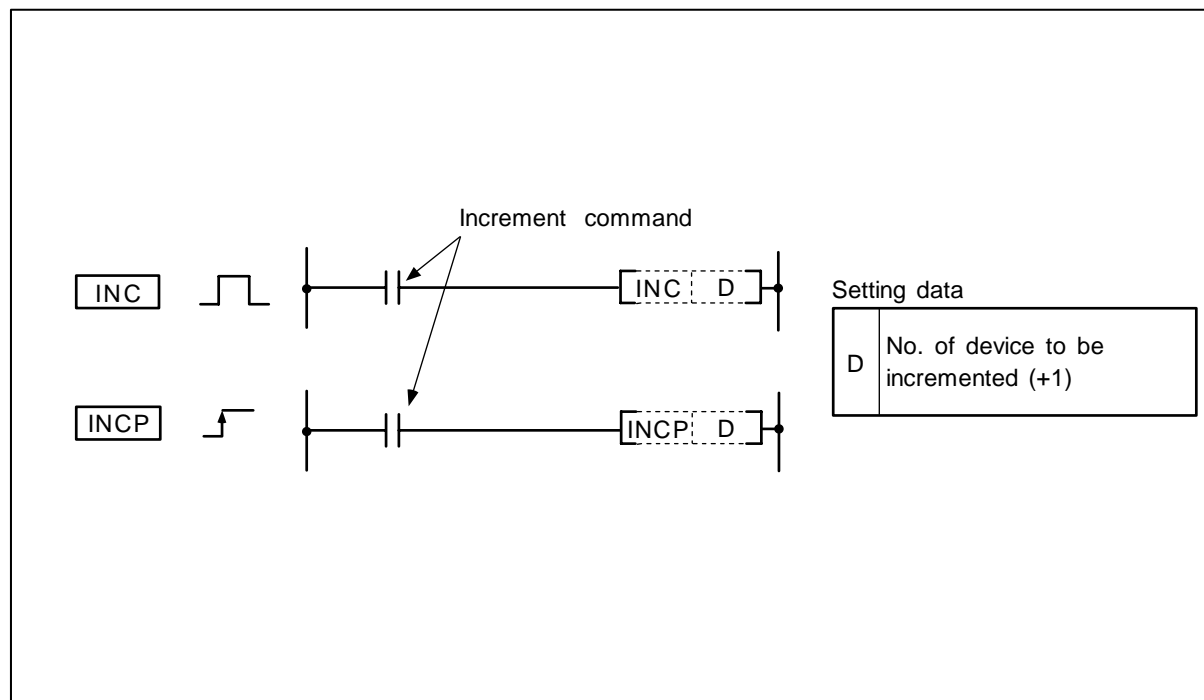 Increment command
INC
INC D
Setting data
D
No. of device to be
incremented (+1)
INCP
INCP D